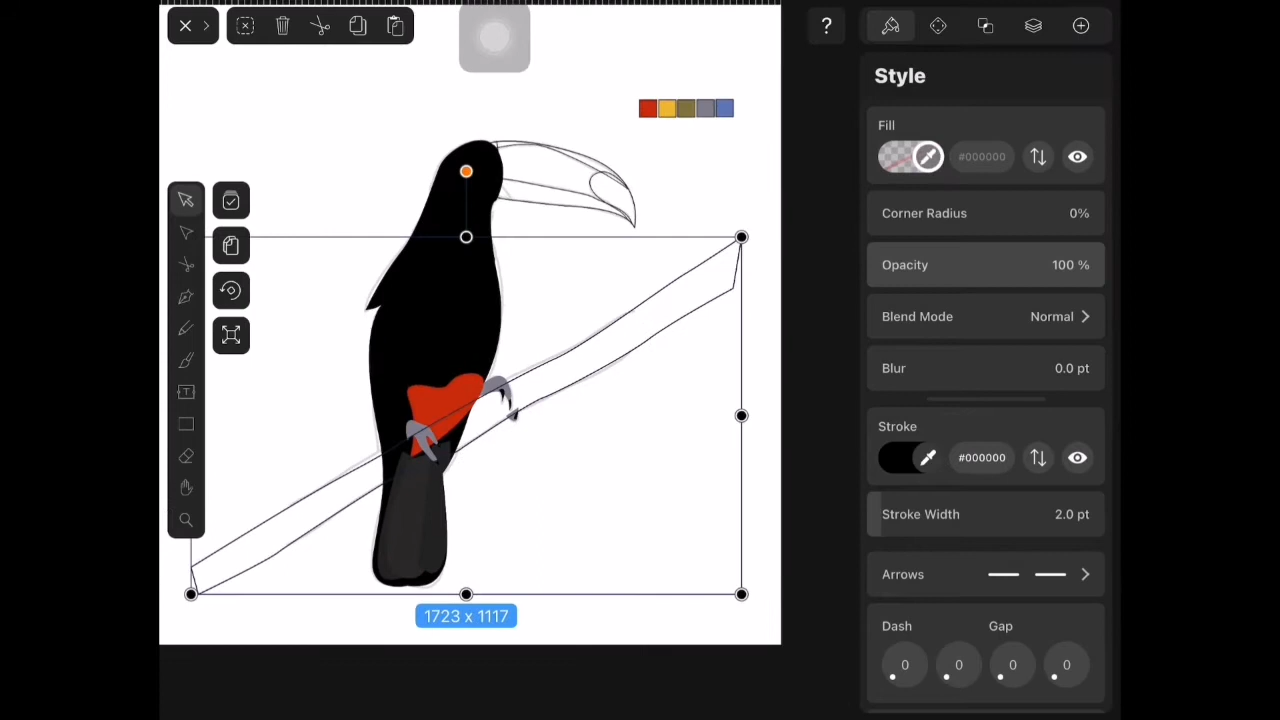 ?
Style
Fill
#000000
Corner Radius 0%
Opacity 100 %
Blend Mode Normal
Blur 0.0 pt
Stroke
#000000
Stroke Width 2.0 pt
Arrows
Dash Gap
0 0 0 0
T
1723 x 1117